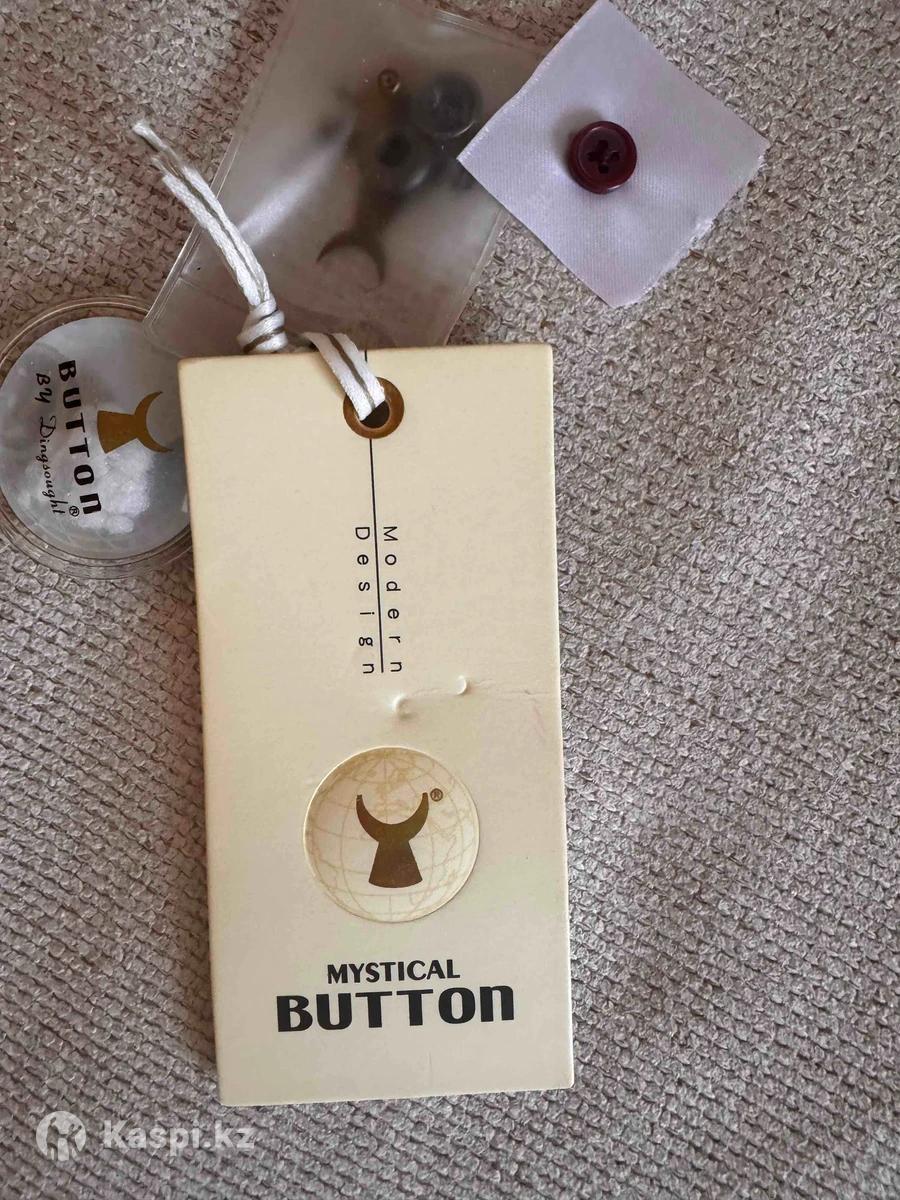 BUTTON®
BY Dingsought
Modern
Design
®
MYSTICAL
BUTTON
Kaspi.kz